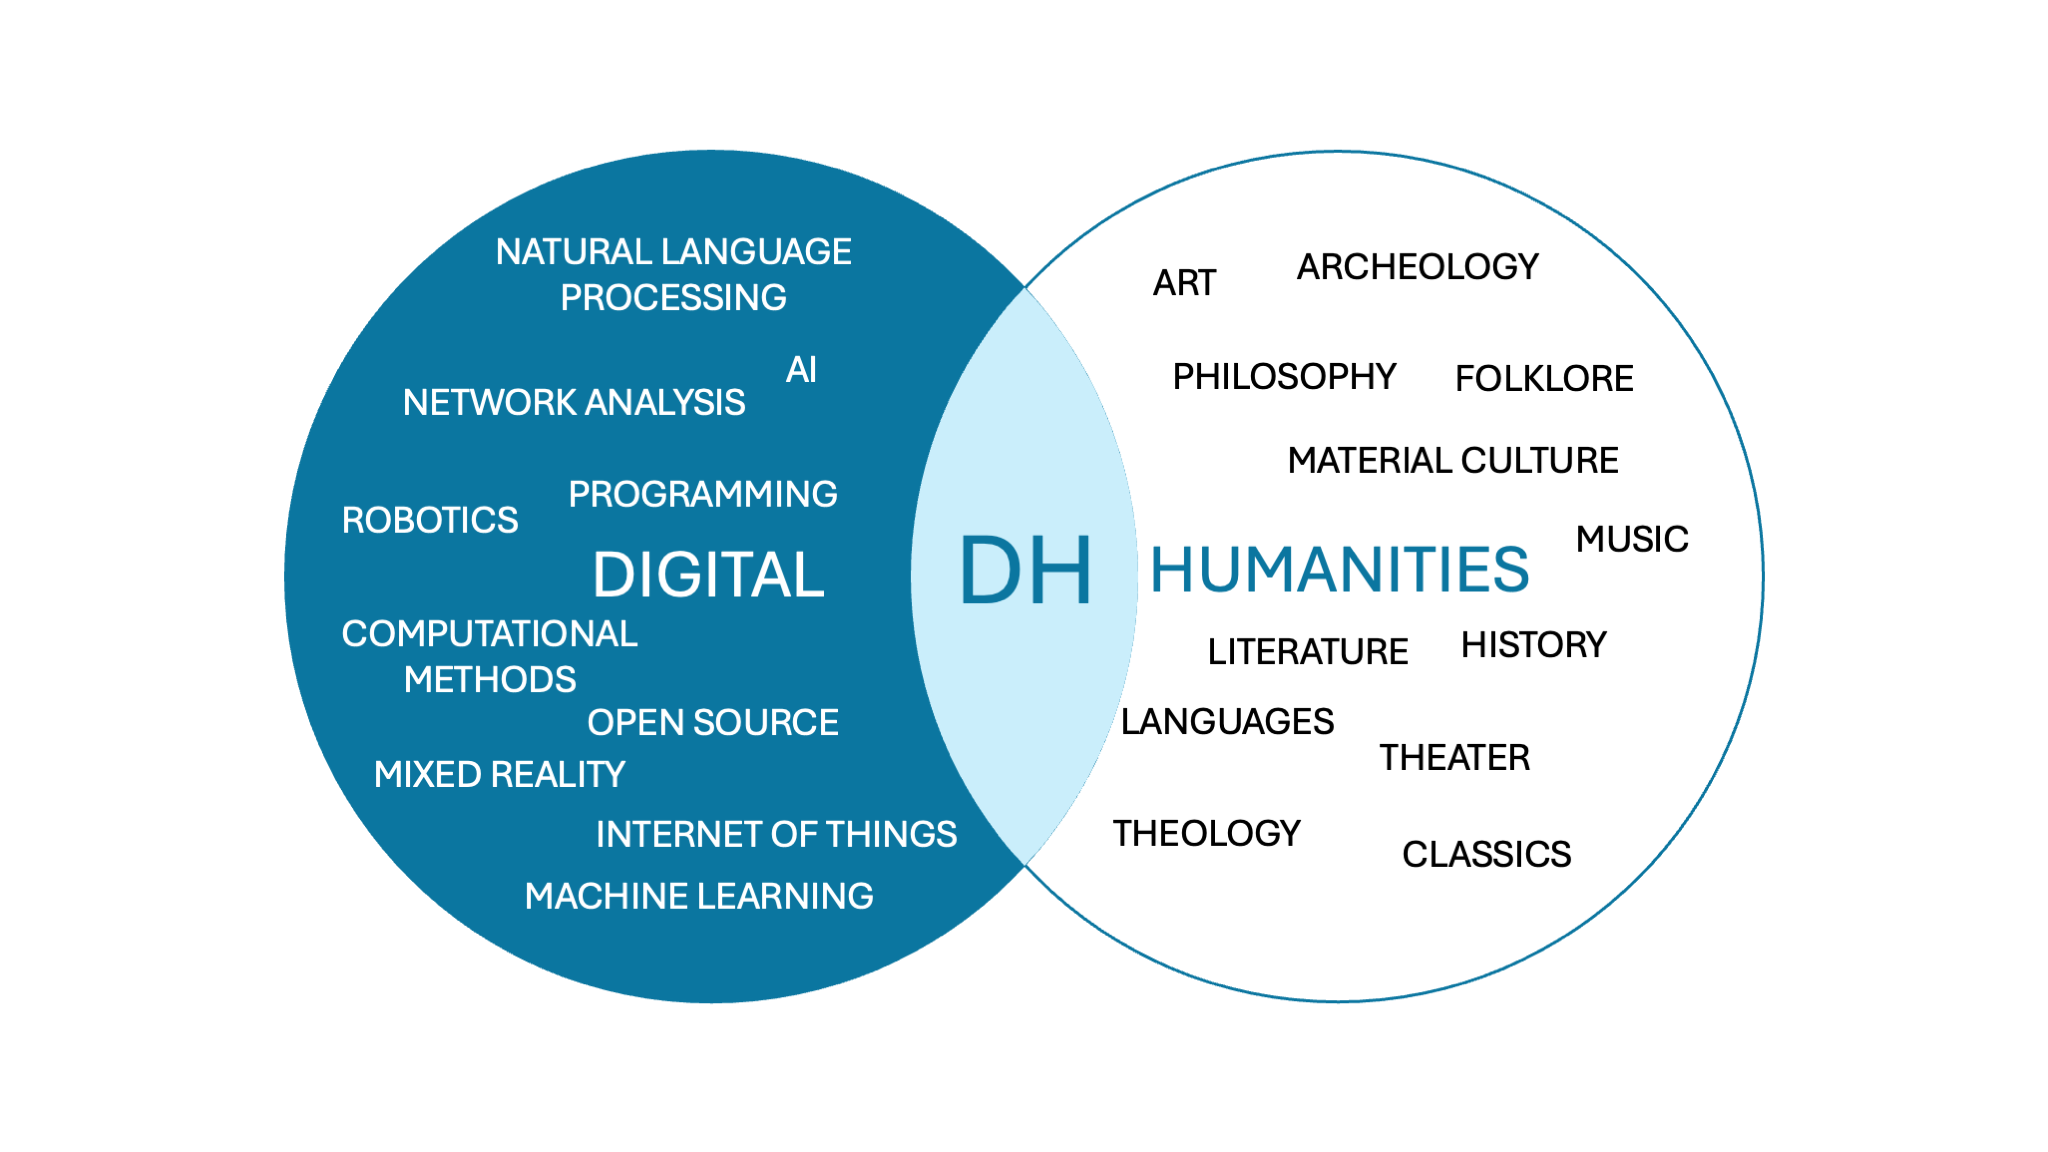 NATURAL LANGUAGE
PROCESSING
AI
NETWORK ANALYSIS
PROGRAMMING
ROBOTICS
DIGITAL
COMPUTATIONAL
METHODS
OPEN SOURCE
MIXED REALITY
INTERNET OF THINGS
MACHINE LEARNING
DH
ART
ARCHEOLOGY
PHILOSOPHY
FOLKLORE
MATERIAL CULTURE
MUSIC
HUMANITIES
LITERATURE
HISTORY
LANGUAGES
THEATER
THEOLOGY
CLASSICS